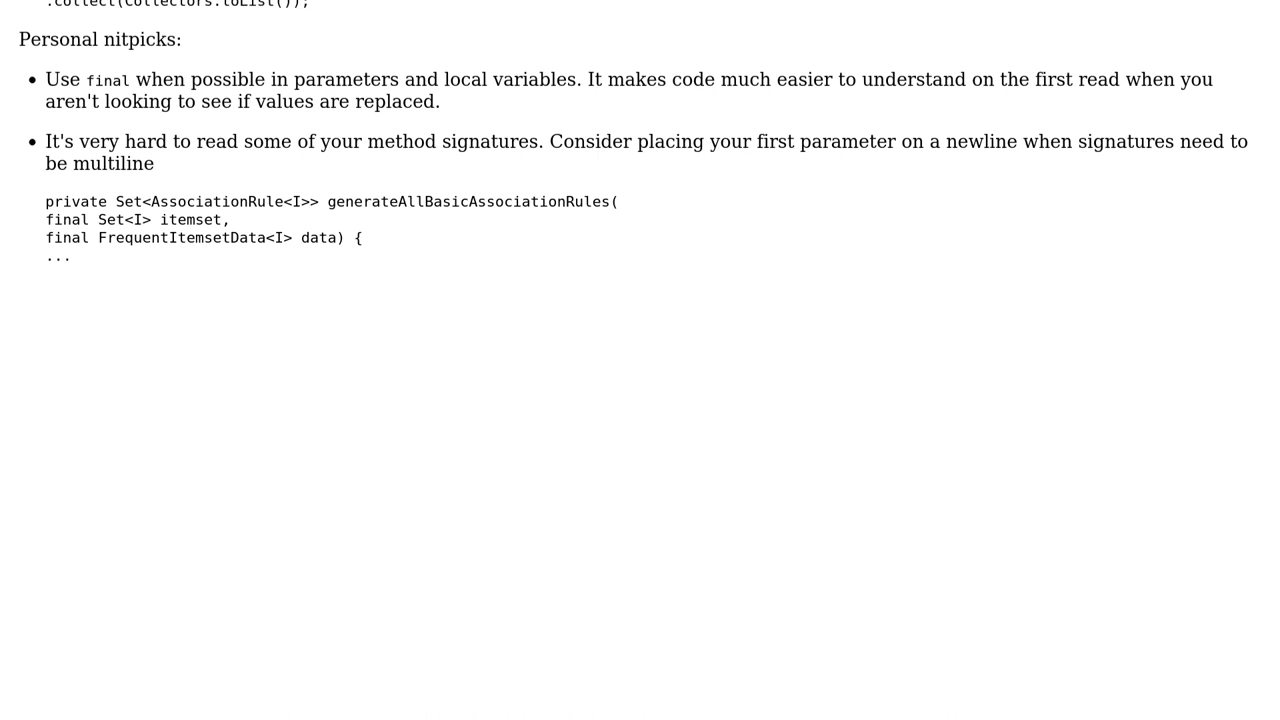 .collect(Collectors.toList());
Personal nitpicks:
• Use final when possible in parameters and local variables. It makes code much easier to understand on the first read when you
aren't looking to see if values are replaced.
• It's very hard to read some of your method signatures. Consider placing your first parameter on a newline when signatures need to
be multiline
private Set<AssociationRule<I>> generateAllBasicAssociationRules(
final Set<I> itemset,
final FrequentItemsetData<I> data) {
...